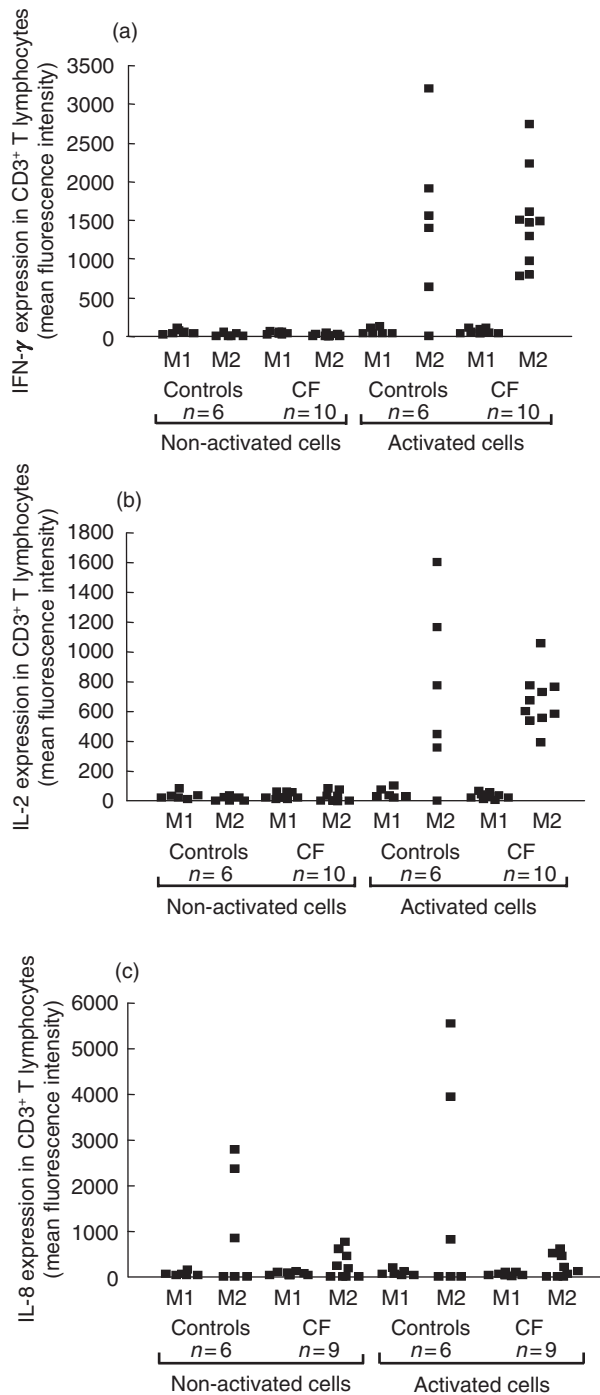 (a)
IFN-γ expression in CD3⁺ T lymphocytes
(mean fluorescence intensity)
3500
3000
2500
2000
1500
1000
500
0
M1 M2 M1 M2 M1 M2 M1 M2
Controls CF Controls CF
n=6 n=10 n=6 n=10
Non-activated cells Activated cells
(b)
IL-2 expression in CD3⁺ T lymphocytes
(mean fluorescence intensity)
1800
1600
1400
1200
1000
800
600
400
200
0
M1 M2 M1 M2 M1 M2 M1 M2
Controls CF Controls CF
n=6 n=10 n=6 n=10
Non-activated cells Activated cells
(c)
IL-8 expression in CD3⁺ T lymphocytes
(mean fluorescence intensity)
6000
5000
4000
3000
2000
1000
0
M1 M2 M1 M2 M1 M2 M1 M2
Controls CF Controls CF
n=6 n=9 n=6 n=9
Non-activated cells Activated cells